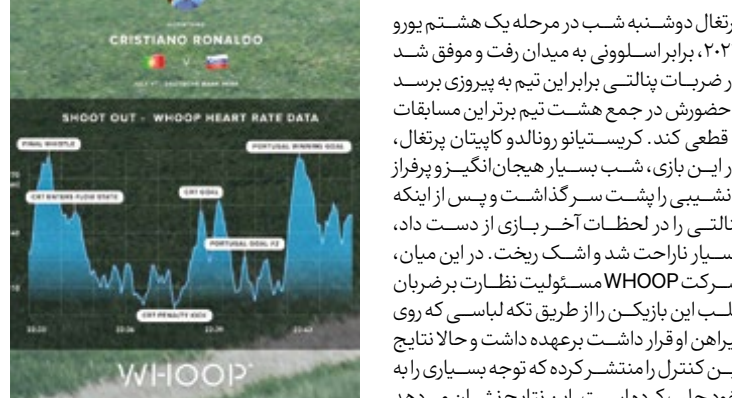 CRISTIANO RONALDO
V
SHOOT OUT - WHOOP HEART RATE DATA
FINAL WHISTLE
PORTUGAL WINNING GOAL
CR7 ENTERS FLOW STATE
CR7 GOAL
PORTUGAL GOAL #2
CR7 PENALTY KICK
WHOOP
رتغال دوشنبه شب در مرحله یک هشتم یورو
۲۰۲، برابر اسلوونی به میدان رفت و موفق شد
ر ضربات پنالتی برابر این تیم به پیروزی برسد
حضورش در جمع هشت تیم برتر این مسابقات
قطعی کند. کریستیانو رونالدو کاپیتان پرتغال،
ر این بازی، شب بسیار هیجان‌انگیز و پرفراز
نشیبی را پشت سر گذاشت و پس از اینکه
نالتی را در لحظات آخر بازی از دست داد،
سیار ناراحت شد و اشک ریخت. در این میان،
رکت WHOOP مسئولیت نظارت بر ضربان
لب این بازیکن را از طریق تکه لباسی که روی
یراهن او قرار داشت برعهده داشت و حالا نتایج
ین کنترل را منتشر کرده که توجه بسیاری را به